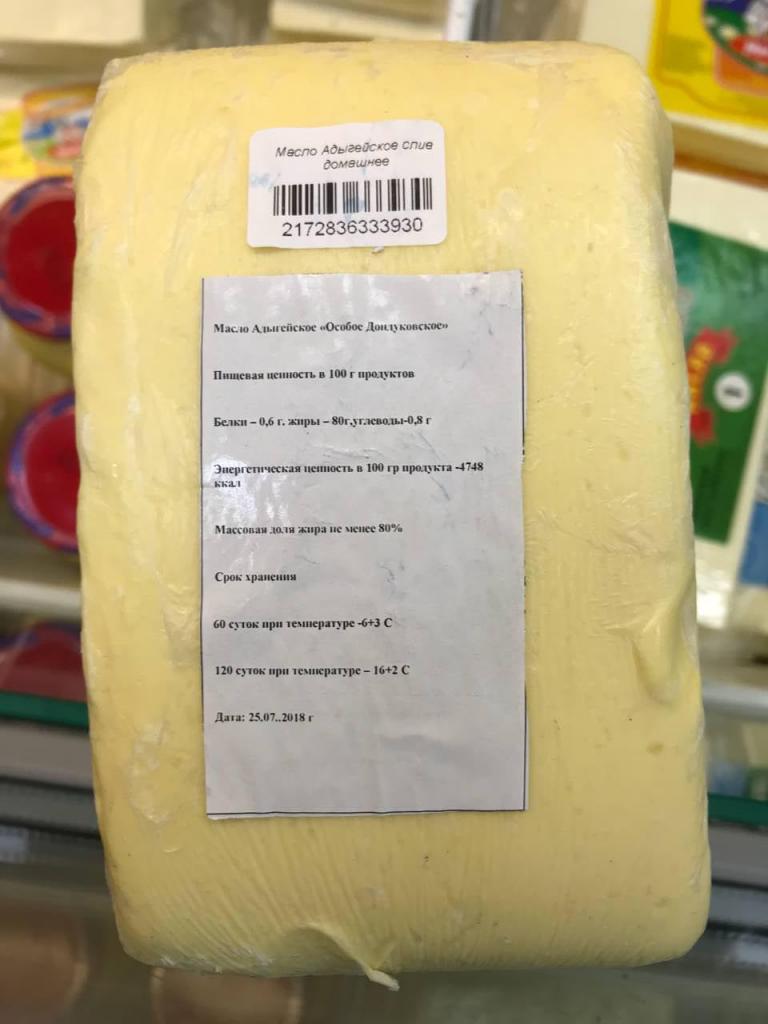 Масло Адыгейское слив
домашнее
2172836333930
Масло Адыгейское «Особое Дондуковское»
Пищевая ценность в 100 г продуктов
Белки – 0,6 г. жиры – 80г,углеводы-0,8 г
Энергетическая ценность в 100 гр продукта -4748
ккал
Массовая доля жира не менее 80%
Срок хранения
60 суток при температуре -6+3 С
120 суток при температуре – 16+2 С
Дата: 25.07..2018 г